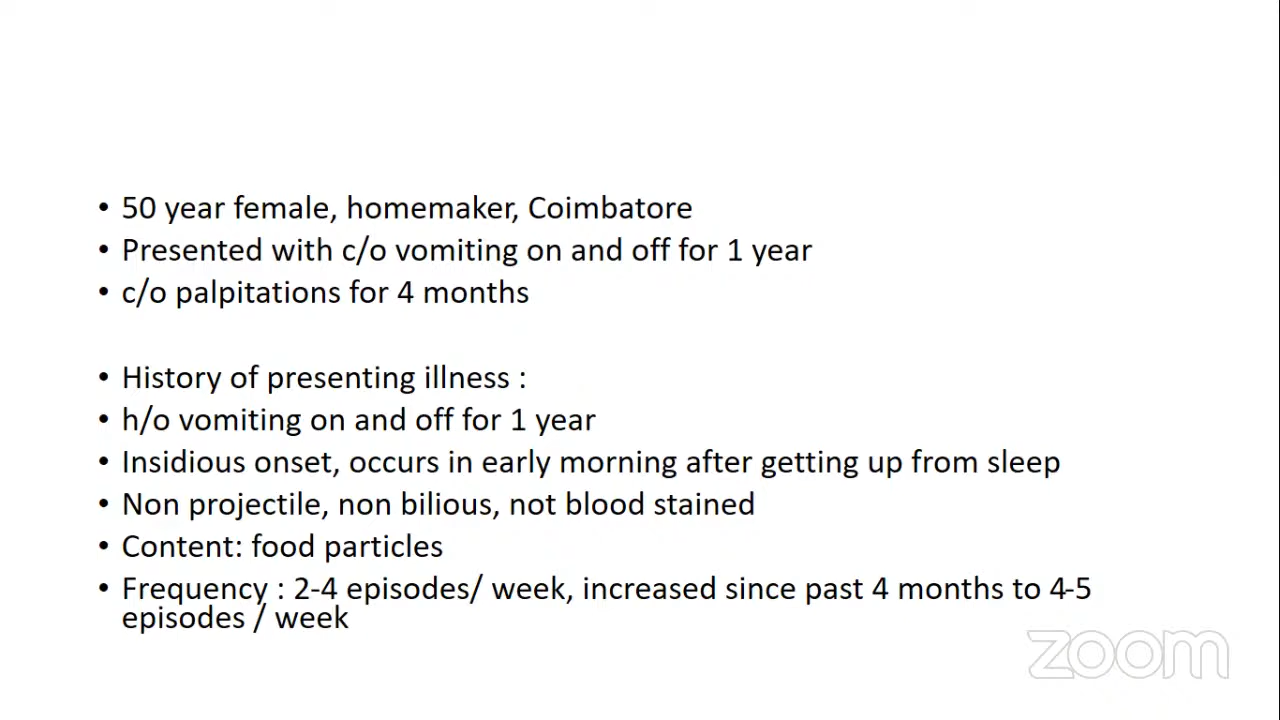 • 50 year female, homemaker, Coimbatore
• Presented with c/o vomiting on and off for 1 year
• c/o palpitations for 4 months
• History of presenting illness :
• h/o vomiting on and off for 1 year
• Insidious onset, occurs in early morning after getting up from sleep
• Non projectile, non bilious, not blood stained
• Content: food particles
• Frequency : 2-4 episodes/ week, increased since past 4 months to 4-5
episodes / week
zoom